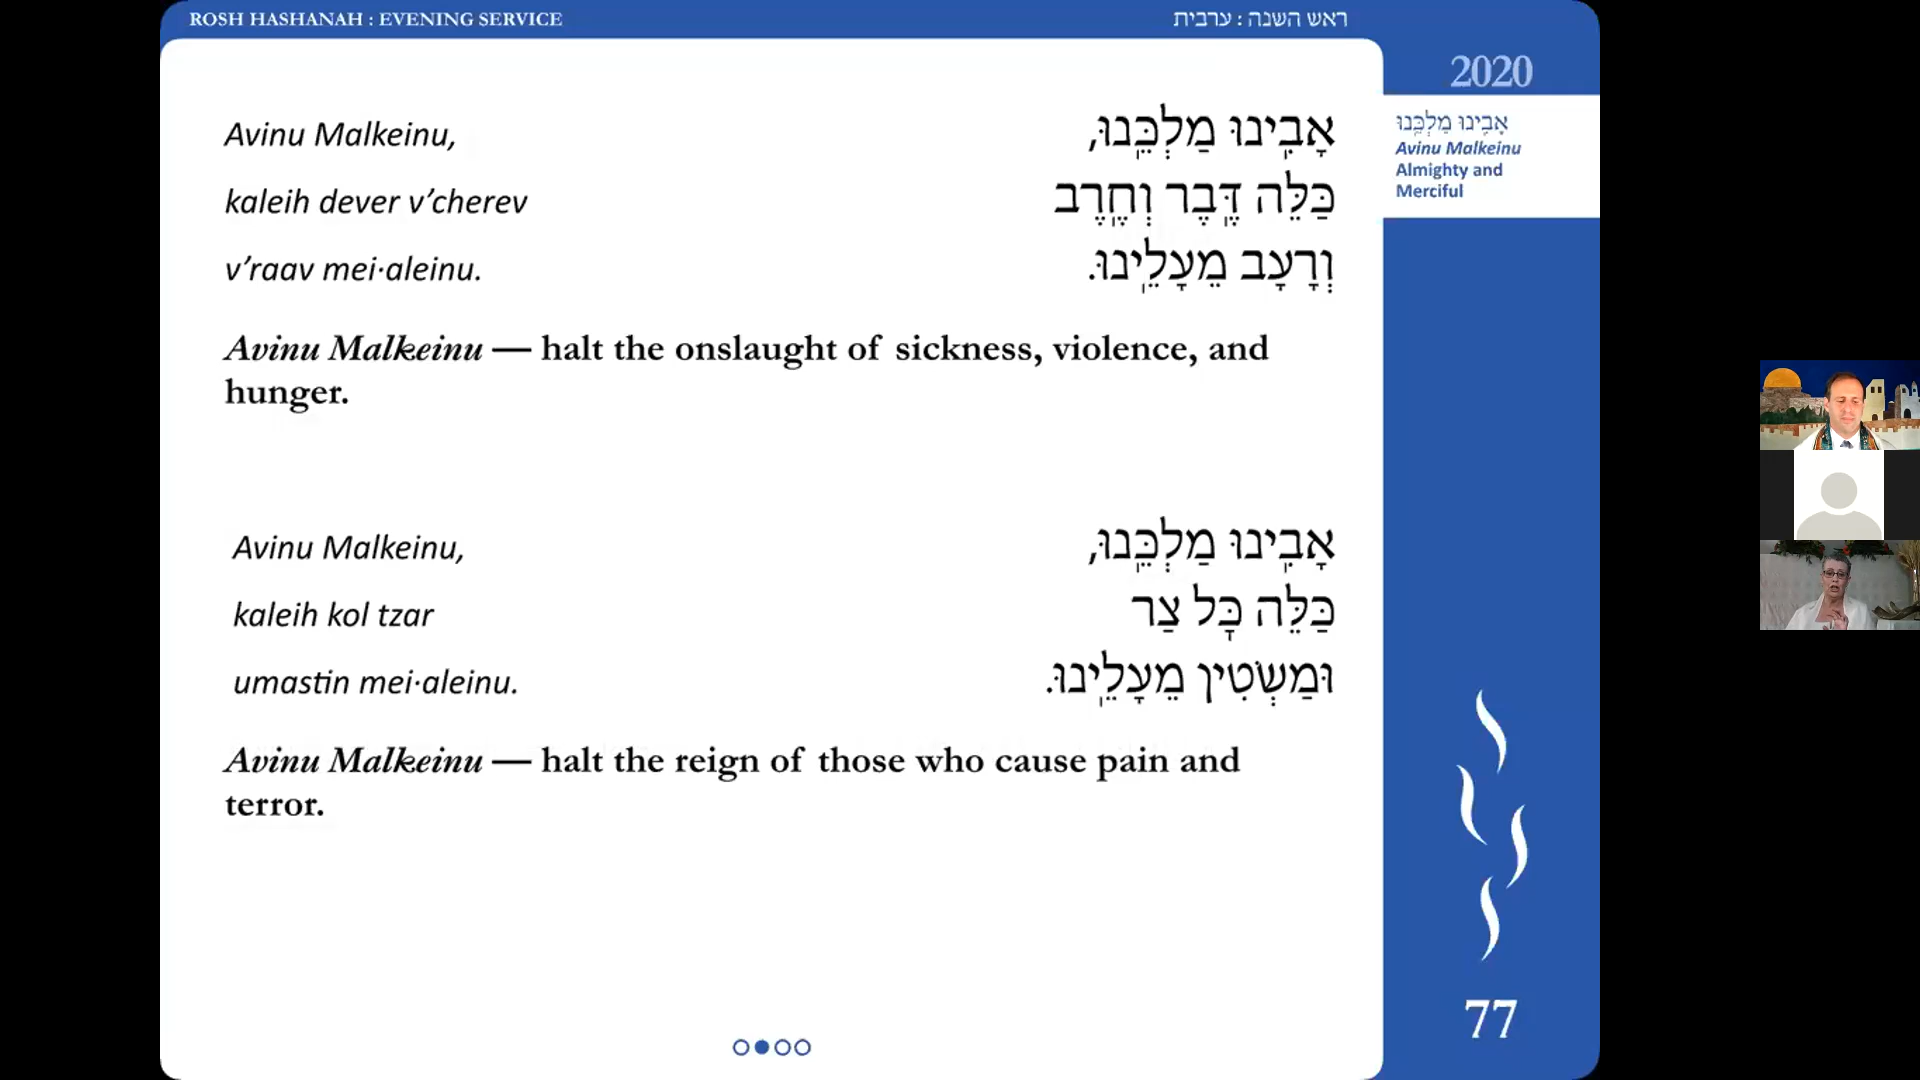 ROSH HASHANAH : EVENING SERVICE
ראש השנה : ערבית
Avinu Malkeinu,
kaleih dever v’cherev
v’raav mei·aleinu.
אָבִֽינוּ מַלְכֵּֽנוּ,
כַּלֵּה דֶּֽבֶר וְחֶֽרֶב
וְרָעָב מֵעָלֵֽינוּ.
Avinu Malkeinu — halt the onslaught of sickness, violence, and
hunger.
Avinu Malkeinu,
kaleih kol tzar
umastin mei·aleinu.
אָבִֽינוּ מַלְכֵּֽנוּ,
כַּלֵּה כׇּל צַר
וּמַשְׂטִין מֵעָלֵֽינוּ.
Avinu Malkeinu — halt the reign of those who cause pain and
terror.
2020
אָבִֽינוּ מַלְכֵּֽנוּ
Avinu Malkeinu
Almighty and
Merciful
77